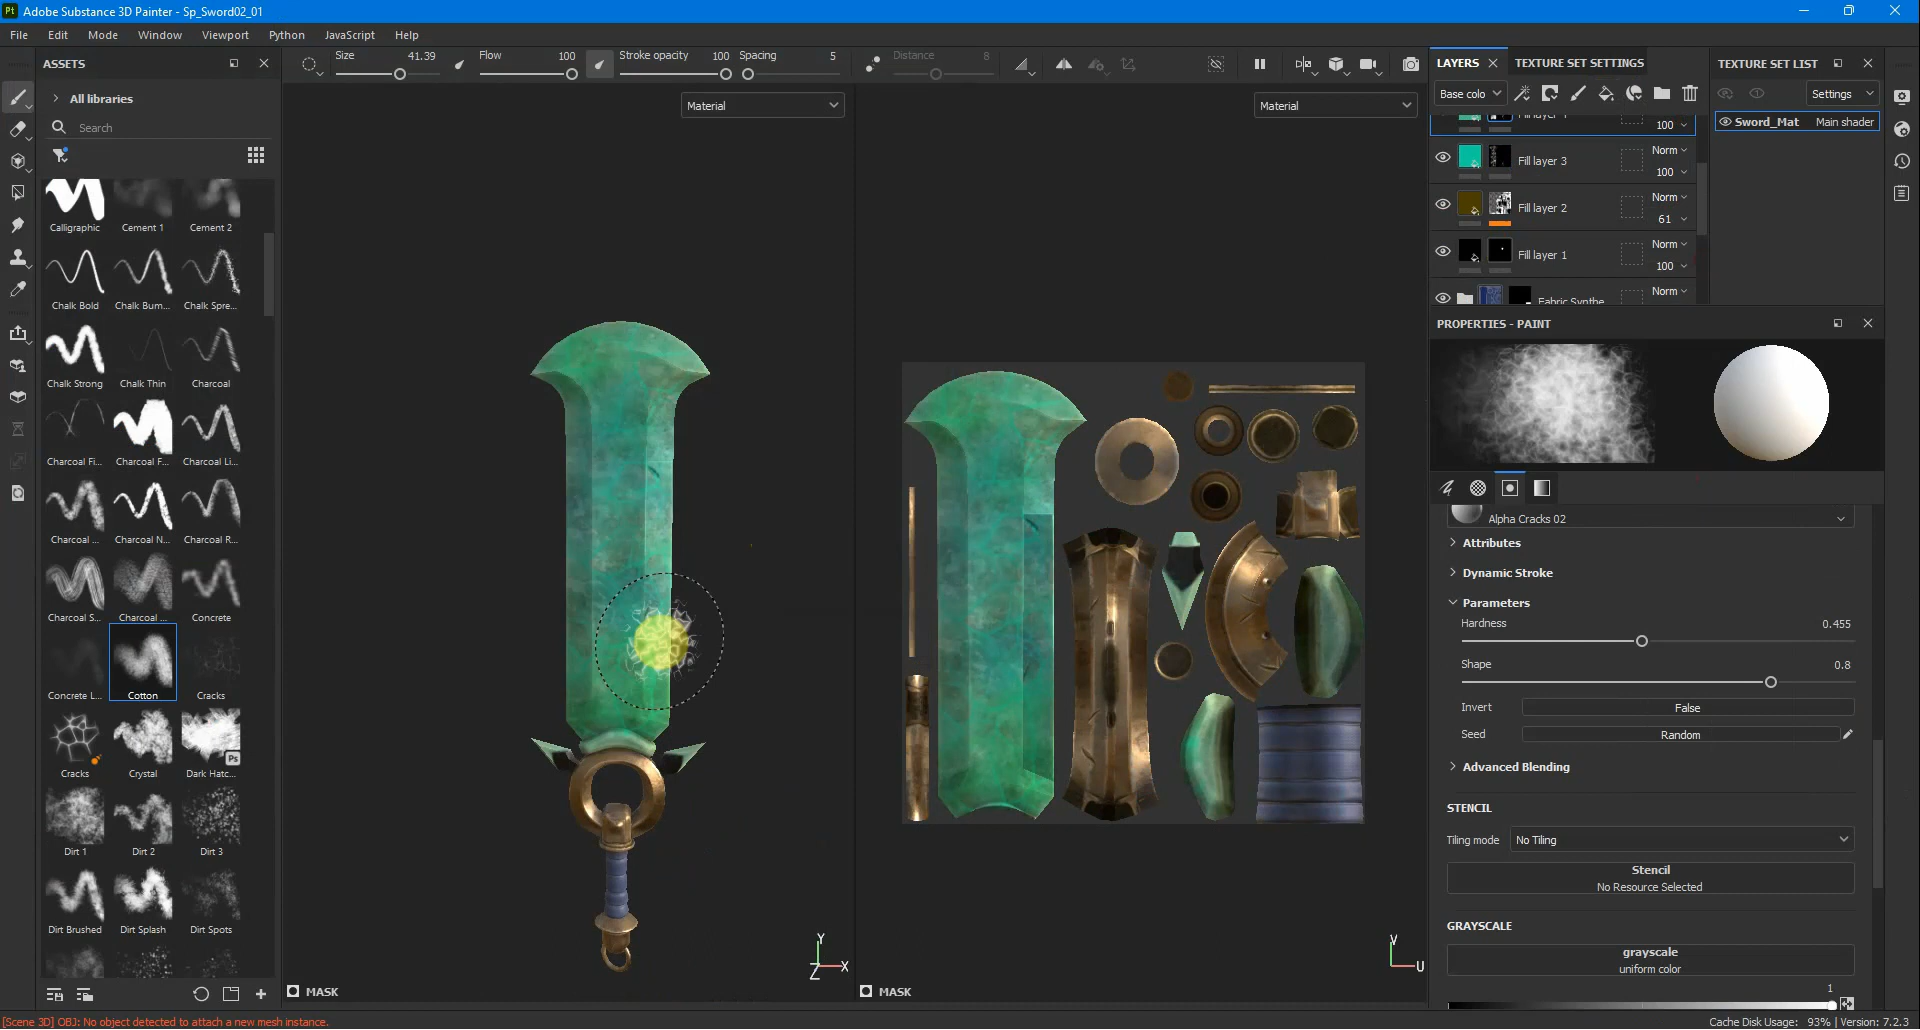 Pt Adobe Substance 3D Painter - Sp_Sword02_01
File Edit Mode Window Viewport Python JavaScript Help
ASSETS
All libraries
Search
Calligraphic Cement 1 Cement 2
Chalk Bold Chalk Bum... Chalk Spre...
Chalk Strong Chalk Thin Charcoal
Charcoal Fi... Charcoal F... Charcoal Li...
Charcoal ... Charcoal N... Charcoal R...
Charcoal S... Charcoal ... Concrete
Concrete L... Cotton Cracks
Cracks Crystal Dark Hatc...
Ps
Dirt 1 Dirt 2 Dirt 3
Dirt Brushed Dirt Splash Dirt Spots
Size 41.39 Flow 100 Stroke opacity 100 Spacing 5 Distance 8
Material
Y
Z X
MASK
Material
V
U
MASK
LAYERS TEXTURE SET SETTINGS
Base colo
100
Fill layer 3 Norm
100
Fill layer 2 Norm
61
Fill layer 1 Norm
100
Fabric Synthe Norm
TEXTURE SET LIST
Settings
Sword_Mat Main shader
PROPERTIES - PAINT
Alpha Cracks 02
Attributes
Dynamic Stroke
Parameters
Hardness 0.455
Shape 0.8
Invert False
Seed Random
Advanced Blending
STENCIL
Tiling mode No Tiling
Stencil
No Resource Selected
GRAYSCALE
grayscale
uniform color
1
[Scene 3D] OBJ: No object detected to attach a new mesh instance.
Cache Disk Usage: 93% | Version: 7.2.3